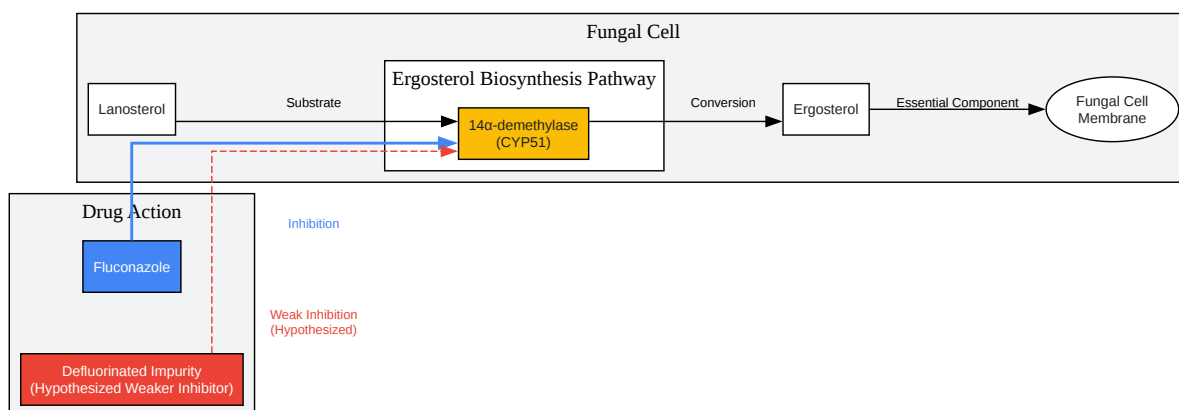 Fungal Cell
Ergosterol Biosynthesis Pathway
Lanosterol
Substrate
14α-demethylase
(CYP51)
Conversion
Ergosterol
Essential Component
Fungal Cell
Membrane
Drug Action
Inhibition
Fluconazole
Weak Inhibition
(Hypothesized)
Defluorinated Impurity
(Hypothesized Weaker Inhibitor)